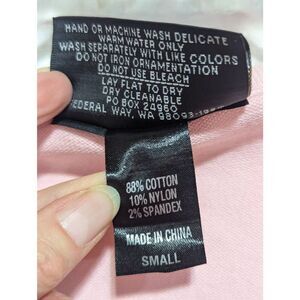 HAND OR MACHINE WASH DELICATE
WARM WATER ONLY
WASH SEPARATELY WITH LIKE COLORS
DO NOT IRON ORNAMENTATION
DO NOT USE BLEACH
LAY FLAT TO DRY
DRY CLEANABLE
PO BOX 24960
FEDERAL WAY, WA 98093-
88% COTTON
10% NYLON
2% SPANDEX
MADE IN CHINA
SMALL